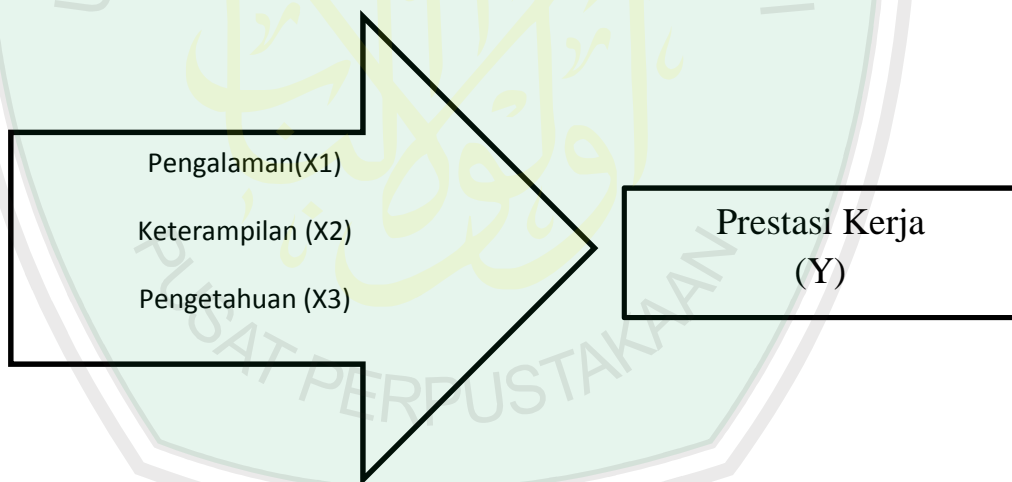 Pengalaman(X1)
Keterampilan (X2)
Pengetahuan (X3)
Prestasi Kerja
(Y)
PUSAT PERPUSTAKAAN